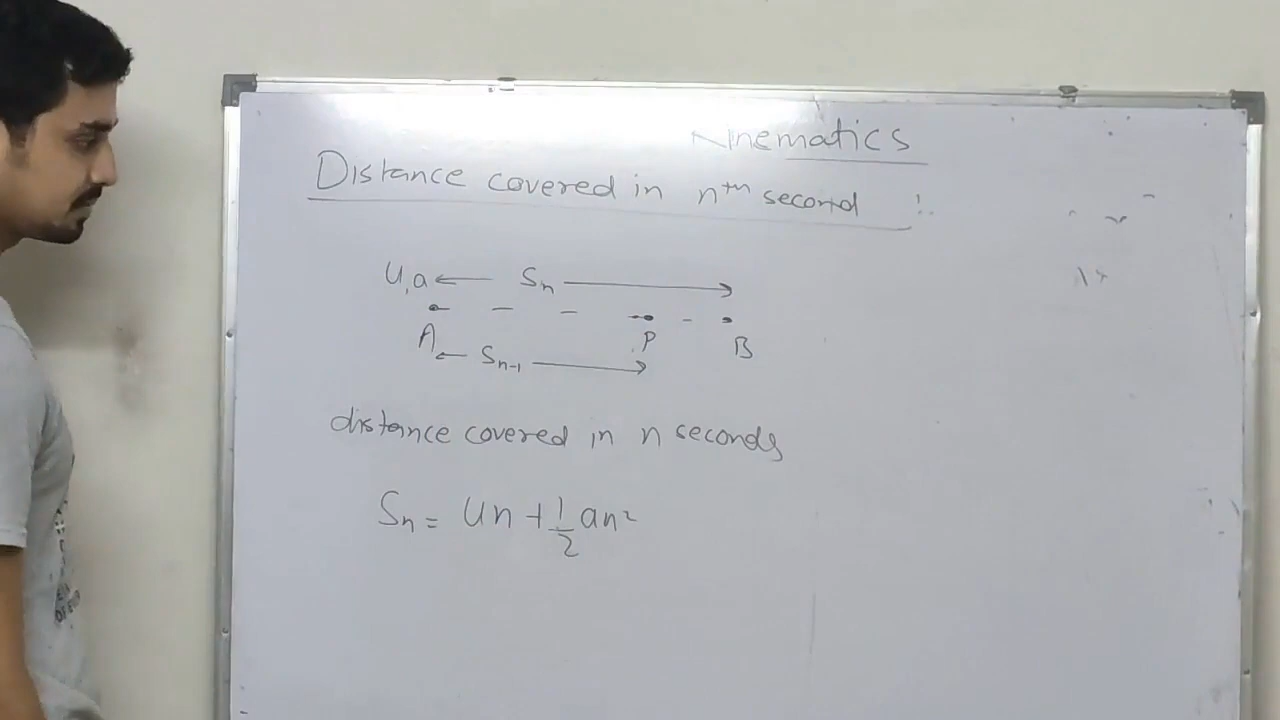 Kinematics
Distance covered in nᵗʰ second :
U, a ← Sₙ →
A P B
← Sₙ₋₁ →
distance covered in n seconds
Sₙ = Un + 1/2 an²